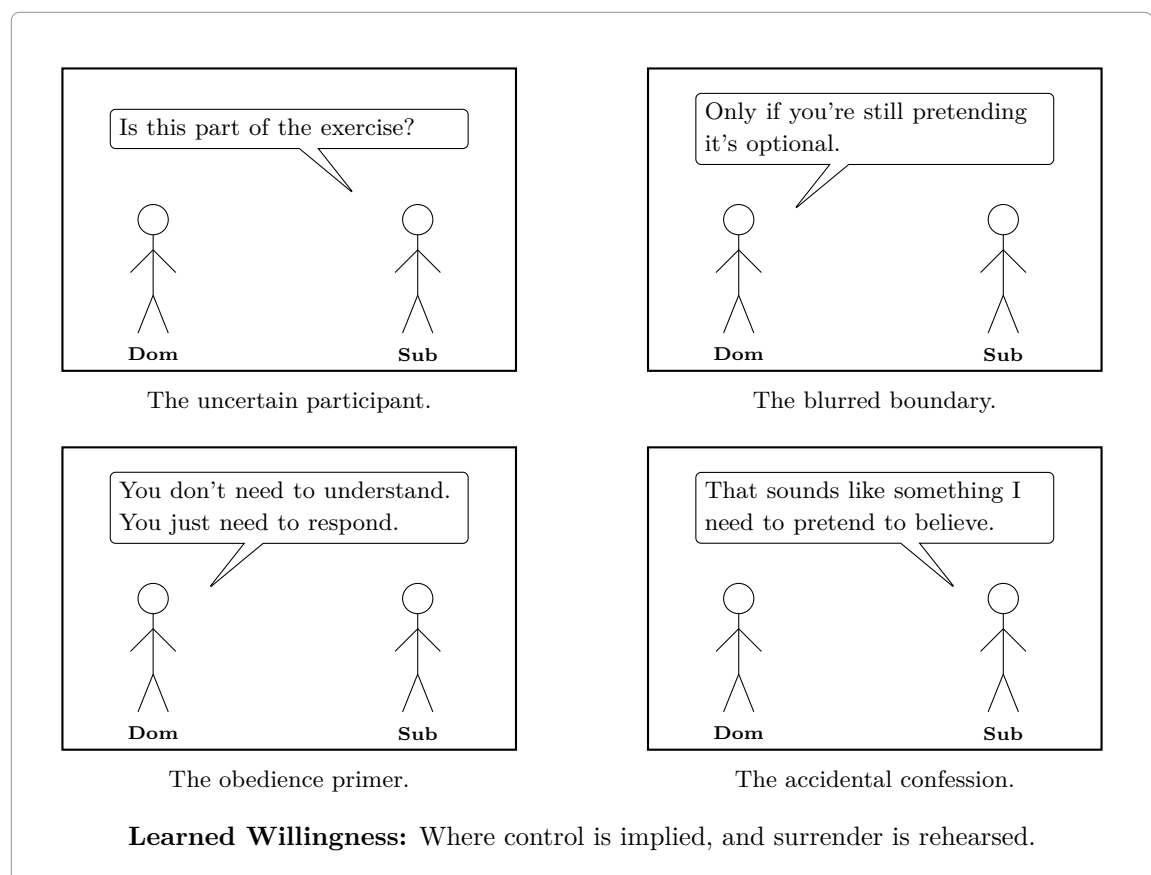 Is this part of the exercise?
Dom
Sub
The uncertain participant.
Only if you're still pretending
it's optional.
Dom
Sub
The blurred boundary.
You don't need to understand.
You just need to respond.
Dom
Sub
The obedience primer.
That sounds like something I
need to pretend to believe.
Dom
Sub
The accidental confession.
Learned Willingness: Where control is implied, and surrender is rehearsed.